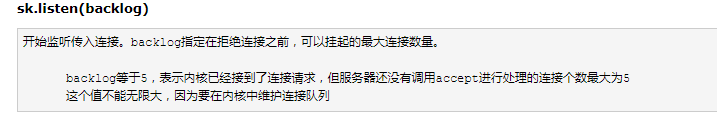 sk.listen(backlog)
开始监听传入连接。backlog指定在拒绝连接之前，可以挂起的最大连接数量。
backlog等于5，表示内核已经接到了连接请求，但服务器还没有调用accept进行处理的连接个数最大为5
这个值不能无限大，因为要在内核中维护连接队列